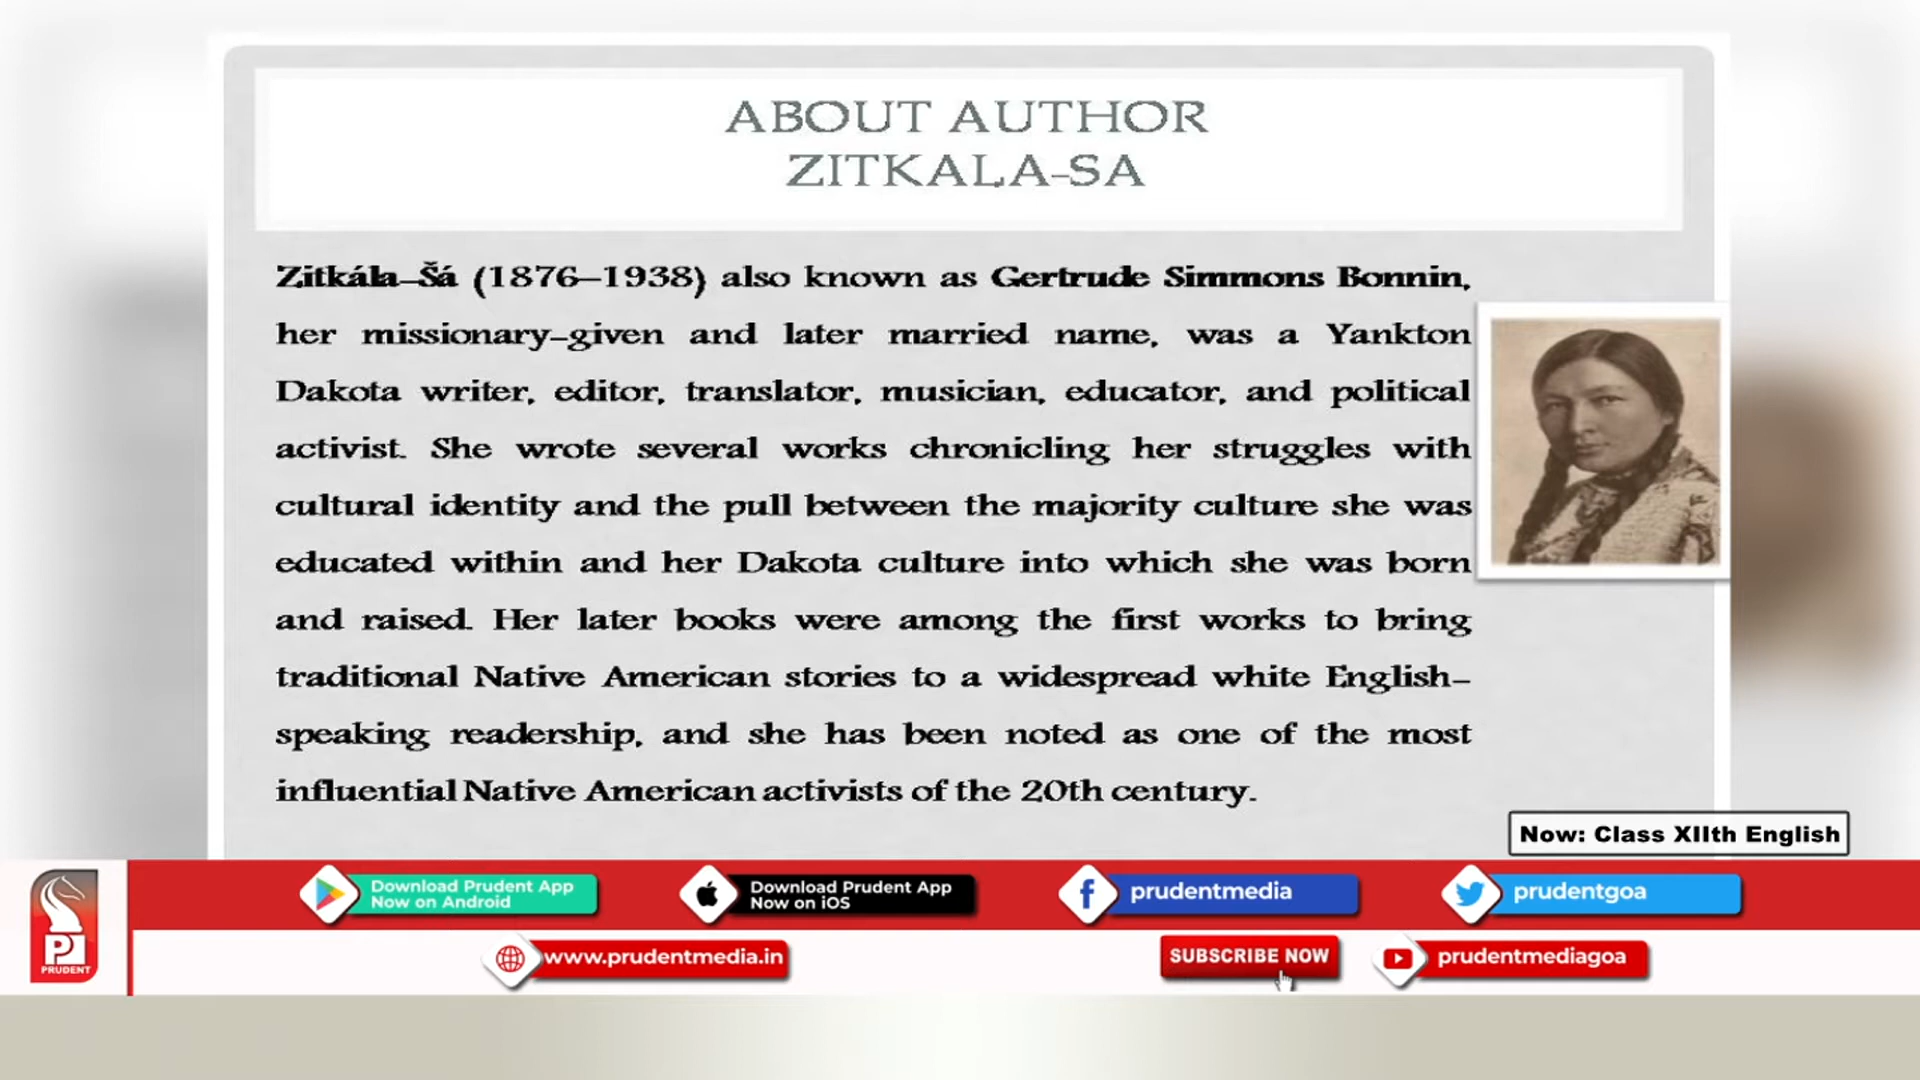 ABOUT AUTHOR
ZITKALA-SA
Zitkála–Šá (1876–1938) also known as Gertrude Simmons Bonnin,
her missionary–given and later married name, was a Yankton
Dakota writer, editor, translator, musician, educator, and political
activist. She wrote several works chronicling her struggles with
cultural identity and the pull between the majority culture she was
educated within and her Dakota culture into which she was born
and raised. Her later books were among the first works to bring
traditional Native American stories to a widespread white English–
speaking readership, and she has been noted as one of the most
influential Native American activists of the 20th century.
Now: Class XIIth English
Download Prudent App
Now on Android
Download Prudent App
Now on iOS
prudentmedia
prudentgoa
PRUDENT
www.prudentmedia.in
SUBSCRIBE NOW
prudentmediagoa